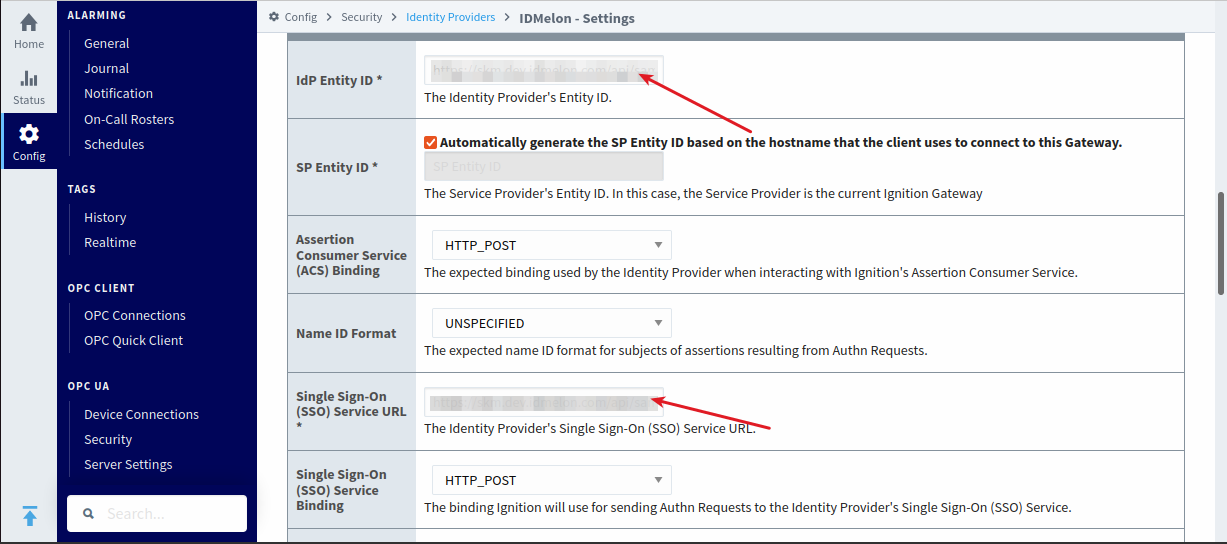 Config
Security
Identity Providers
IDMelon - Settings
Home
Status
Config
ALARMING
General
Journal
Notification
On-Call Rosters
Schedules
TAGS
History
Realtime
OPC CLIENT
OPC Connections
OPC Quick Client
OPC UA
Device Connections
Security
Server Settings
Search...
IdP Entity ID *
The Identity Provider's Entity ID.
SP Entity ID *
Automatically generate the SP Entity ID based on the hostname that the client uses to connect to this Gateway.
SP Entity ID
The Service Provider's Entity ID. In this case, the Service Provider is the current Ignition Gateway
Assertion
Consumer Service
(ACS) Binding
HTTP_POST
The expected binding used by the Identity Provider when interacting with Ignition's Assertion Consumer Service.
Name ID Format
UNSPECIFIED
The expected name ID format for subjects of assertions resulting from Authn Requests.
Single Sign-On
(SSO) Service URL
*
The Identity Provider's Single Sign-On (SSO) Service URL.
Single Sign-On
(SSO) Service
Binding
HTTP_POST
The binding Ignition will use for sending Authn Requests to the Identity Provider's Single Sign-On (SSO) Service.